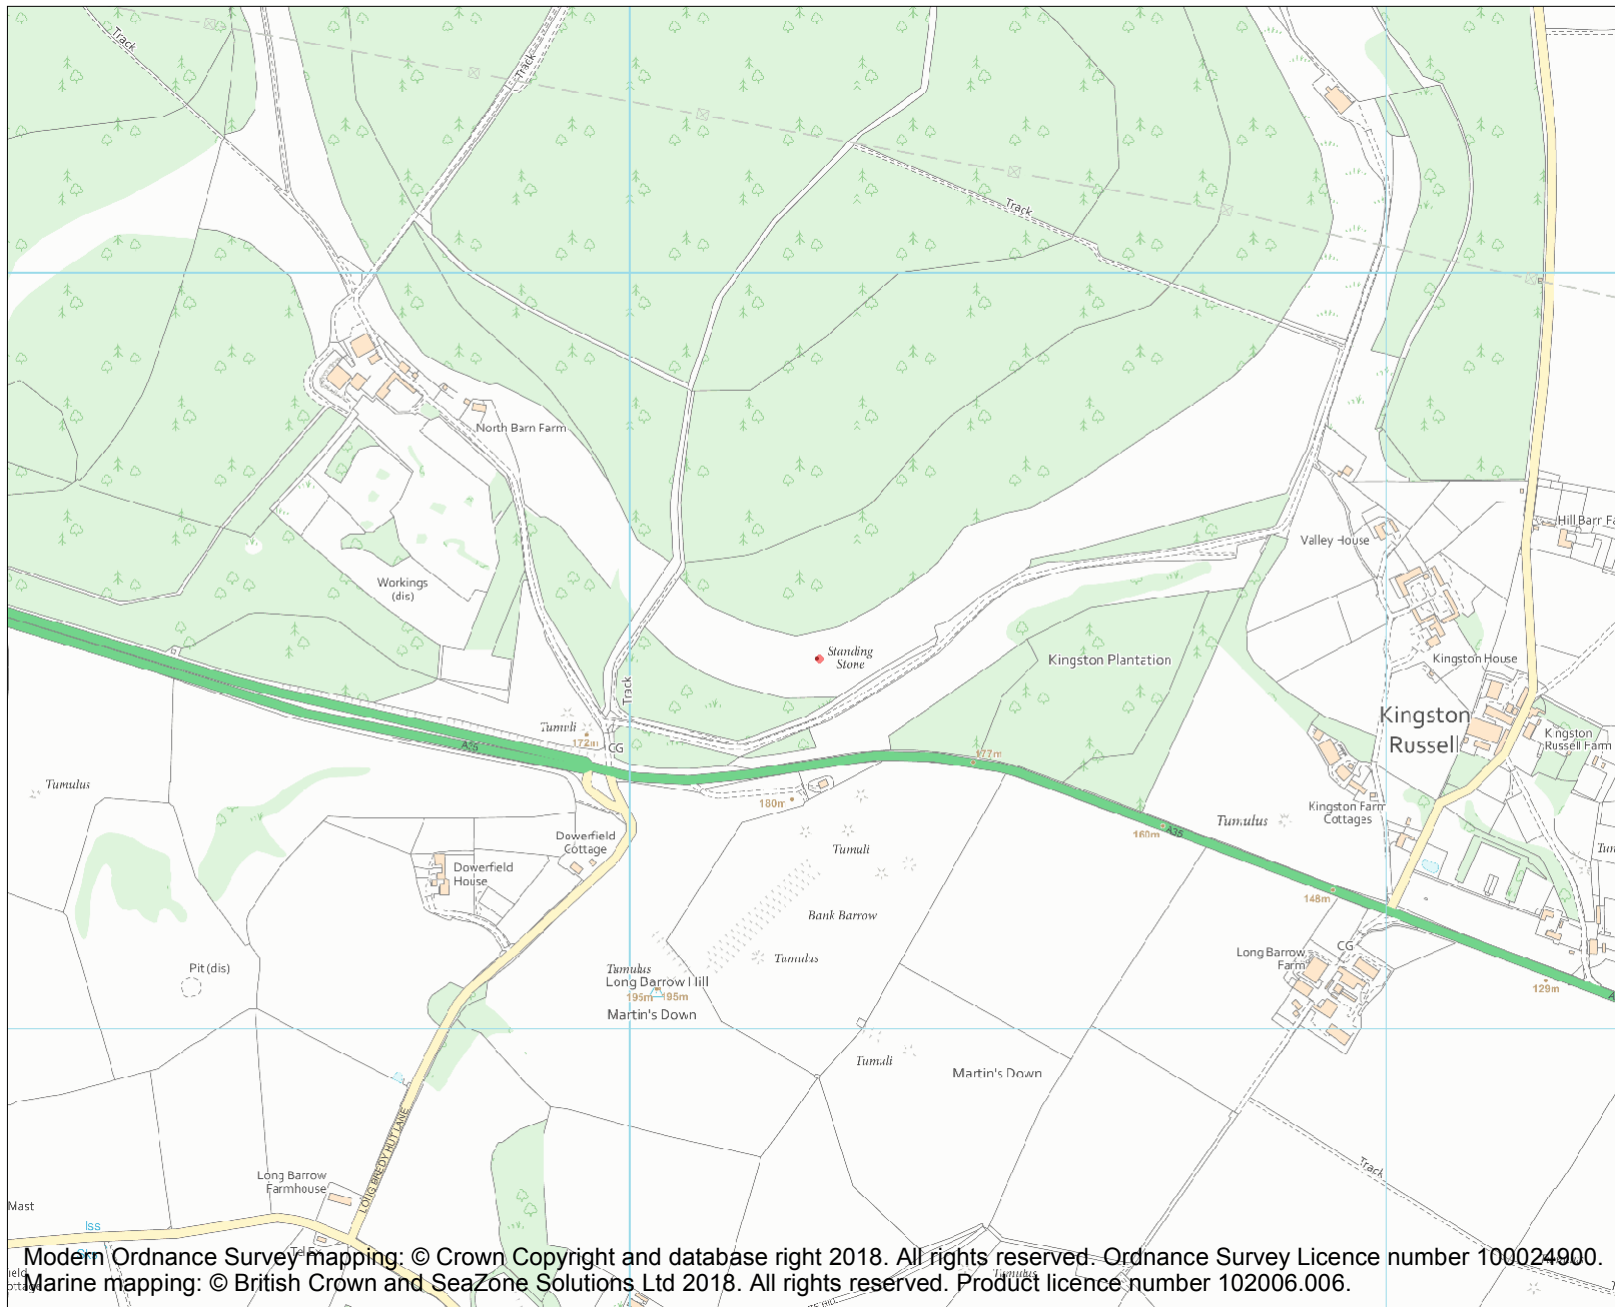 Track
Track
Track
North Barn Farm
Hill Barr Fa
Valley House
Workings
(dis)
Standing
Stone
Kingston Plantation
Kingston House
Track
Kingston
Russell
Kingston
Russell Farm
Tumuli
172m
CG
A35
177m
Tumulus
180m
Kingston Farm
Cottages
Tumulus
160m
A35
Dowerfield
Cottage
Tumuli
Tum
Dowerfield
House
148m
Bank Barrow
CG
Long Barrow
Farm
Tumulus
Pit (dis)
Tumulus
Long Barrow Hill
195m
195m
129m
A
Martin's Down
Tumuli
Martin's Down
LONG BREDY HUT LANE
Track
Long Barrow
Farmhouse
Mast
Iss
Modern Ordnance Survey mapping: © Crown Copyright and database right 2018. All rights reserved. Ordnance Survey Licence number 100024900.
Marine mapping: © British Crown and SeaZone Solutions Ltd 2018. All rights reserved. Product licence number 102006.006.
Tumulus